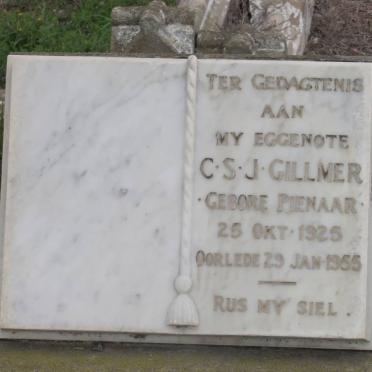 TER GEDAGTENIS
AAN
MY EGGENOTE
C·S·J·GILLMER
·GEBORE PIENAAR·
25 OKT·1925
OORLEDE 29 JAN·1955
RUS MY SIEL.